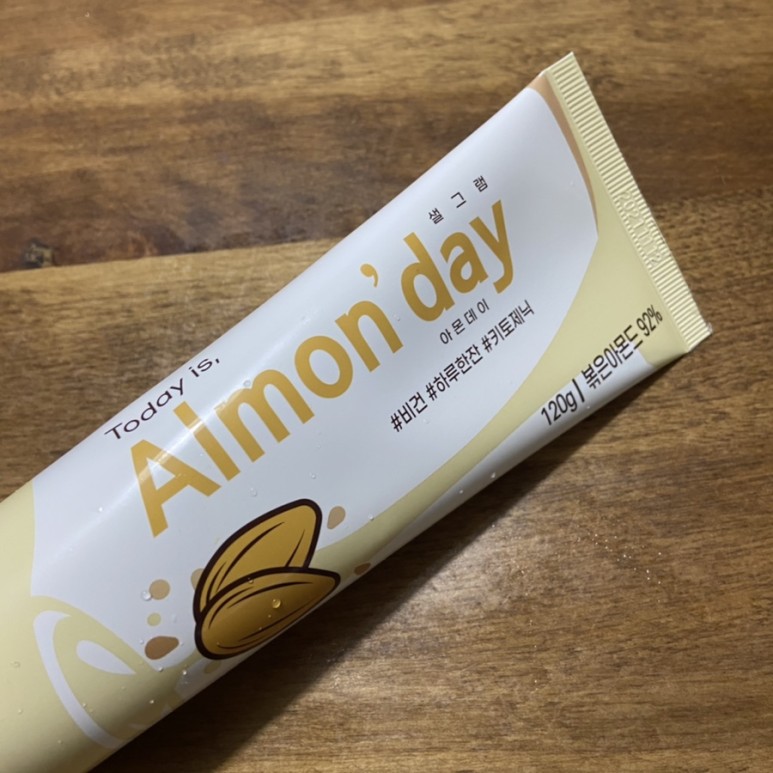 샐그램
Today is,
Almon'day
아몬데이
#비건 #하루한잔 #키토제닉
120g | 볶은아몬드 92%